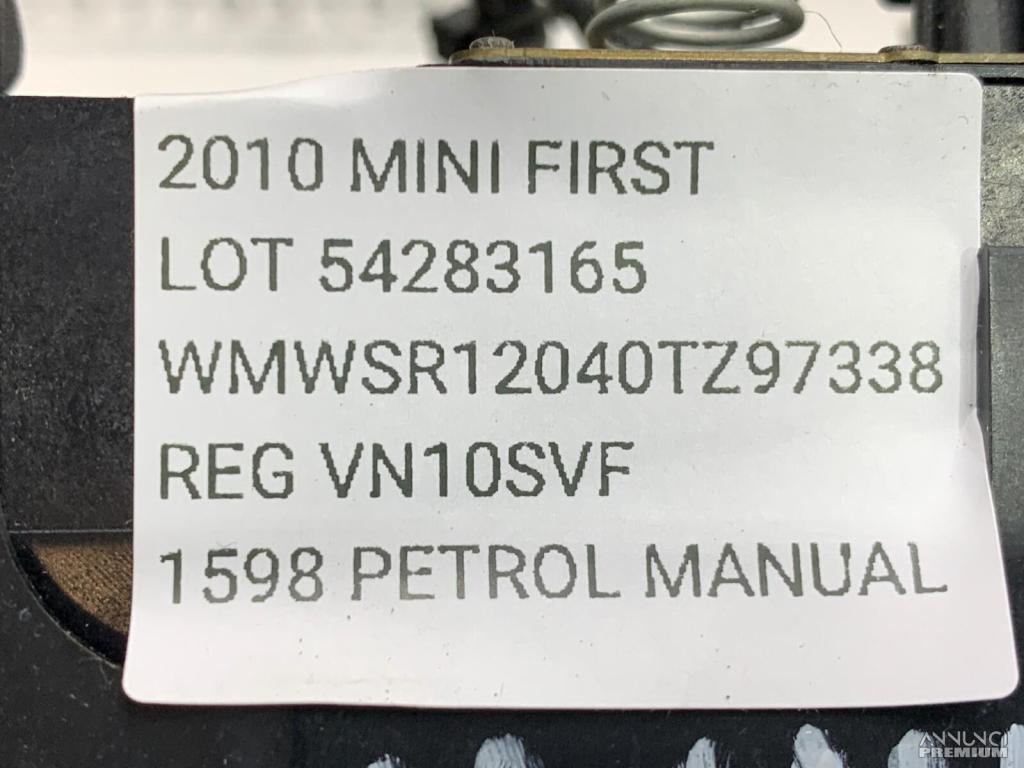 2010 MINI FIRST
LOT 54283165
WMWSR12040TZ97338
REG VN10SVF
1598 PETROL MANUAL
ANNUNCI
PREMIUM